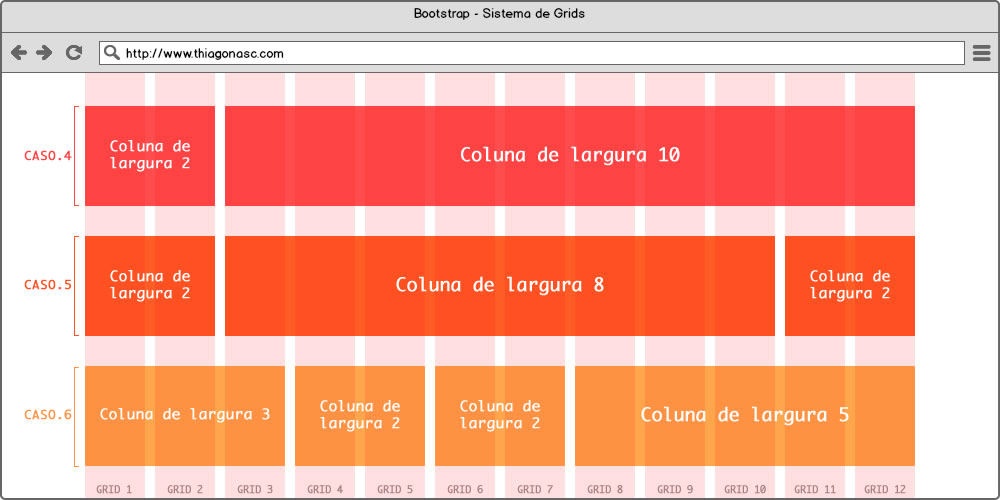 Bootstrap - Sistema de Grids
http://www.thiagonasc.com
CASO.4
Coluna de
largura 2
Coluna de largura 10
CASO.5
Coluna de
largura 2
Coluna de largura 8
Coluna de
largura 2
CASO.6
Coluna de largura 3
Coluna de
largura 2
Coluna de
largura 2
Coluna de largura 5
GRID 1 GRID 2 GRID 3 GRID 4 GRID 5 GRID 6 GRID 7 GRID 8 GRID 9 GRID 10 GRID 11 GRID 12